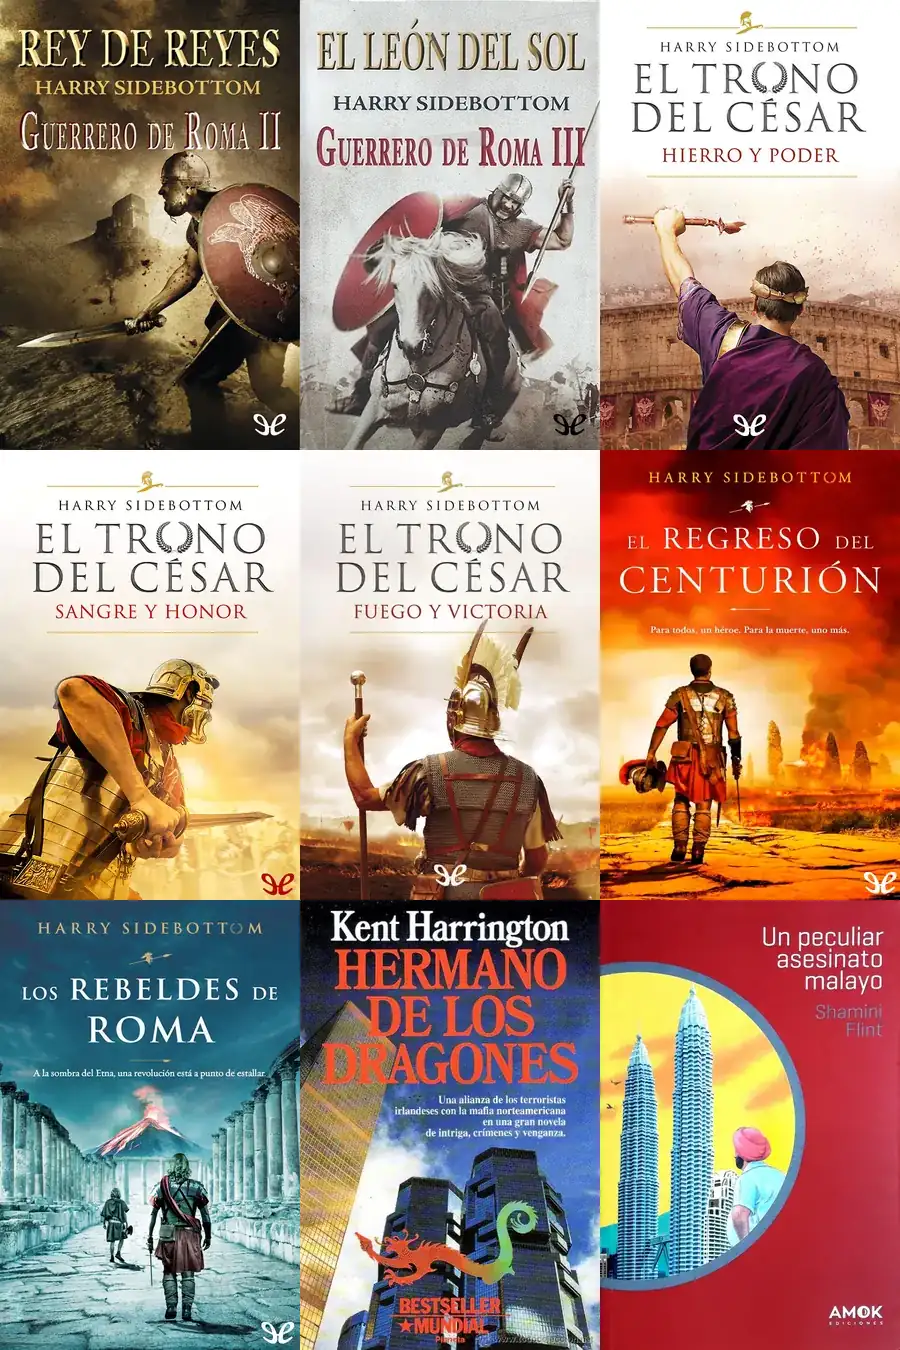 REY DE REYES
HARRY SIDEBOTTOM
GUERRERO DE ROMA II
EL LEÓN DEL SOL
HARRY SIDEBOTTOM
GUERRERO DE ROMA III
HARRY SIDEBOTTOM
EL TRONO
DEL CÉSAR
HIERRO Y PODER
HARRY SIDEBOTTOM
EL TRONO
DEL CÉSAR
SANGRE Y HONOR
HARRY SIDEBOTTOM
EL TRONO
DEL CÉSAR
FUEGO Y VICTORIA
HARRY SIDEBOTTOM
EL REGRESO DEL
CENTURIÓN
Para todos, un héroe. Para la muerte, uno más.
HARRY SIDEBOTTOM
LOS REBELDES DE
ROMA
A la sombra del Etna, una revolución está a punto de estallar.
Kent Harrington
HERMANO
DE LOS
DRAGONES
Una alianza de los terroristas
irlandeses con la mafia norteamericana
en una gran novela
de intriga, crímenes y venganza.
BESTSELLER
MUNDIAL
Planeta
Un peculiar
asesinato
malayo
Shamini
Flint
AMOK
EDICIONES